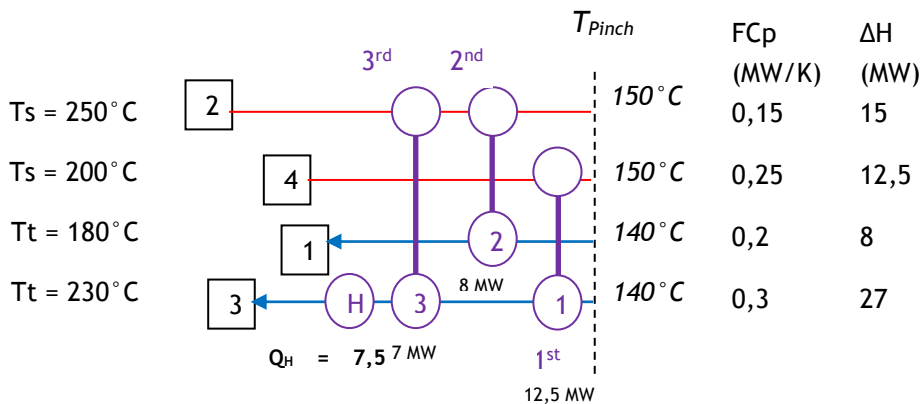 T Pinch
FCp ΔH
(MW/K) (MW)
3rd 2nd
Ts = 250°C 2 150°C 0,15 15
Ts = 200°C 4 150°C 0,25 12,5
Tt = 180°C 1 2 140°C 0,2 8
8 MW
Tt = 230°C 3 H 3 1 140°C 0,3 27
QH = 7,5 7 MW 1st
12,5 MW